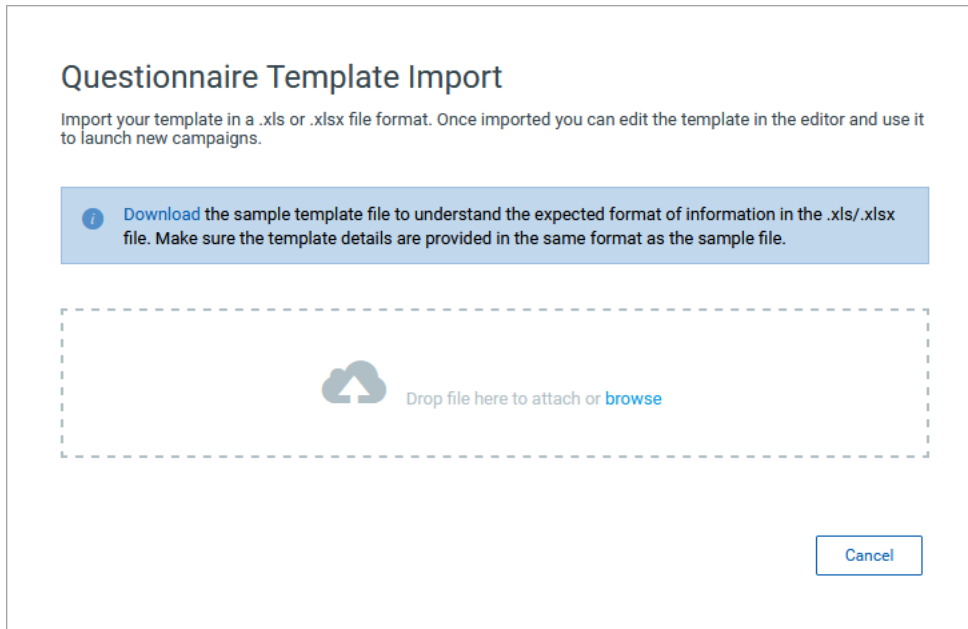 Questionnaire Template Import
Import your template in a .xls or .xlsx file format. Once imported you can edit the template in the editor and use it
to launch new campaigns.
Download the sample template file to understand the expected format of information in the .xls/.xlsx
file. Make sure the template details are provided in the same format as the sample file.
Drop file here to attach or browse
Cancel